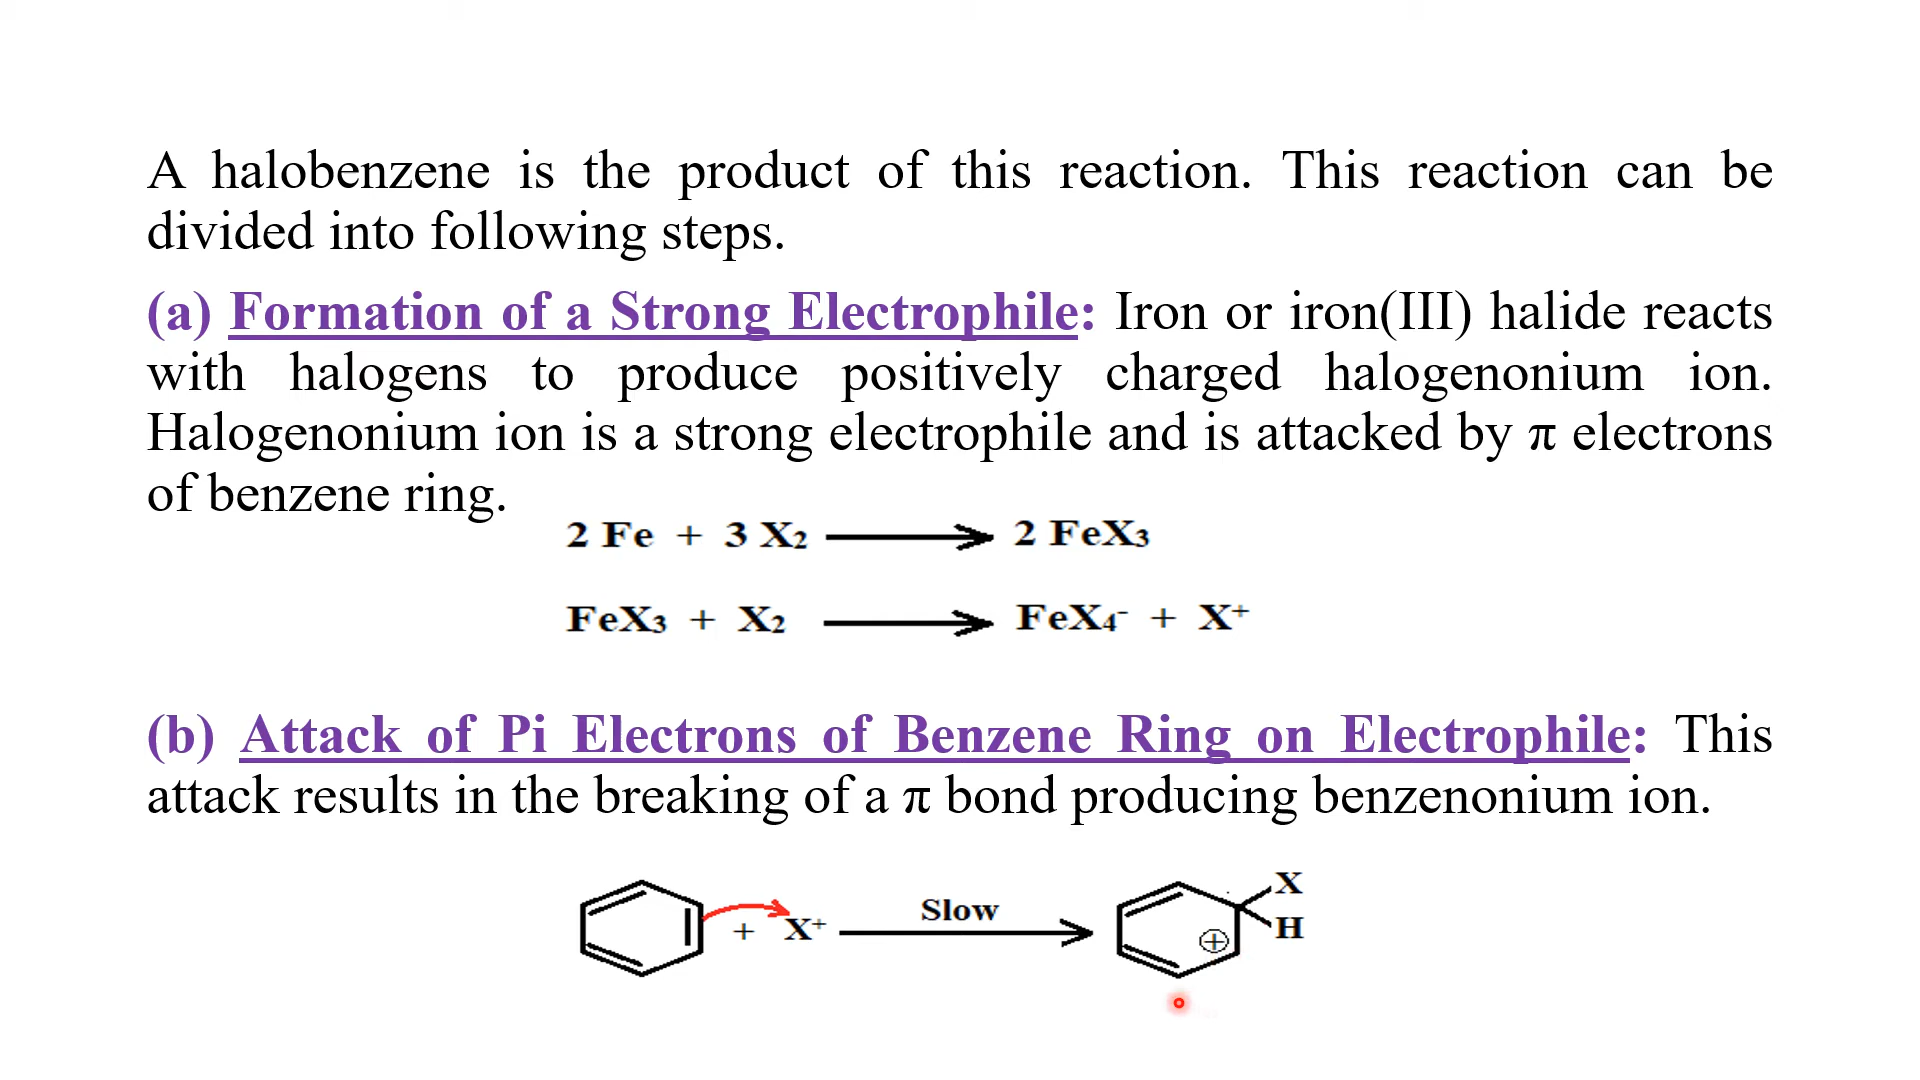 A halobenzene is the product of this reaction. This reaction can be
divided into following steps.
(a) Formation of a Strong Electrophile: Iron or iron(III) halide reacts
with halogens to produce positively charged halogenonium ion.
Halogenonium ion is a strong electrophile and is attacked by π electrons
of benzene ring.
2 Fe + 3 X₂ ⟶ 2 FeX₃
FeX₃ + X₂ ⟶ FeX₄⁻ + X⁺
(b) Attack of Pi Electrons of Benzene Ring on Electrophile: This
attack results in the breaking of a π bond producing benzenonium ion.
+ X⁺ Slow ⊕ X
H